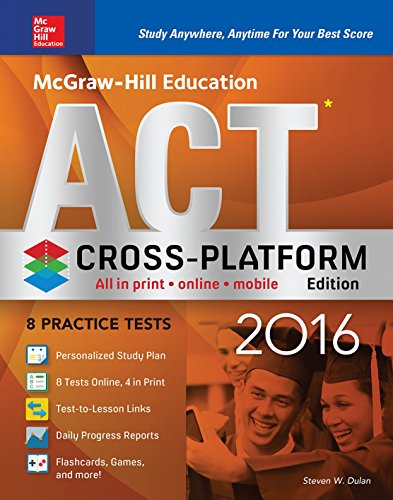 Mc
Graw
Hill
Education
Study Anywhere, Anytime For Your Best Score
McGraw-Hill Education
ACT*
CROSS-PLATFORM
All in print • online • mobile Edition
8 PRACTICE TESTS
2016
Personalized Study Plan
8 Tests Online, 4 in Print
Test-to-Lesson Links
Daily Progress Reports
Flashcards, Games,
and more!
Steven W. Dulan